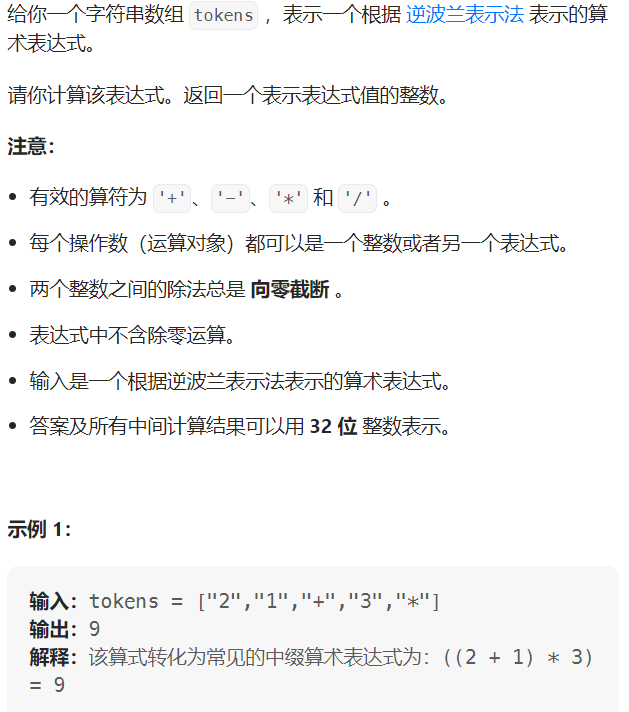 给你一个字符串数组 tokens ，表示一个根据 逆波兰表示法 表示的算
术表达式。
请你计算该表达式。返回一个表示表达式值的整数。
注意：
• 有效的算符为 '+'、'-'、'*' 和 '/' 。
• 每个操作数（运算对象）都可以是一个整数或者另一个表达式。
• 两个整数之间的除法总是 向零截断 。
• 表达式中不含除零运算。
• 输入是一个根据逆波兰表示法表示的算术表达式。
• 答案及所有中间计算结果可以用 32 位 整数表示。
示例 1：
输入：tokens = ["2","1","+","3","*"]
输出：9
解释：该算式转化为常见的中缀算术表达式为：((2 + 1) * 3)
= 9